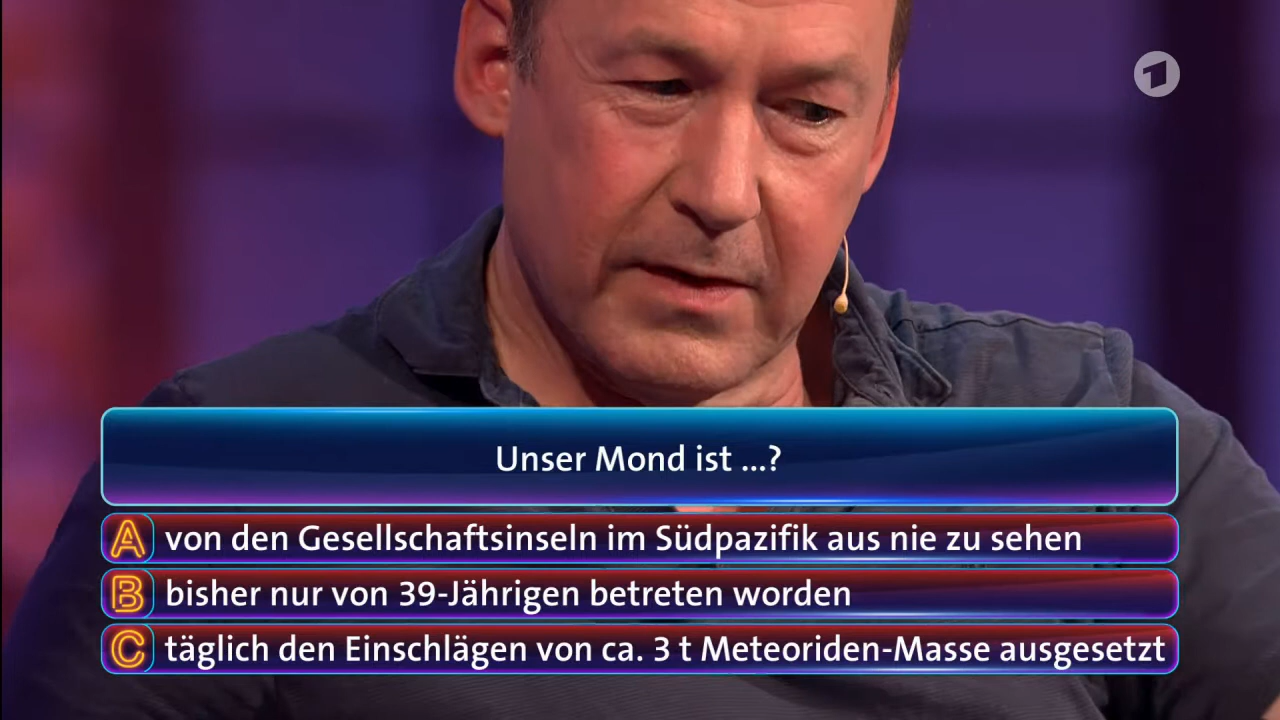 1
Unser Mond ist ...?
A von den Gesellschaftsinseln im Südpazifik aus nie zu sehen
B bisher nur von 39-Jährigen betreten worden
C täglich den Einschlägen von ca. 3 t Meteoriden-Masse ausgesetzt